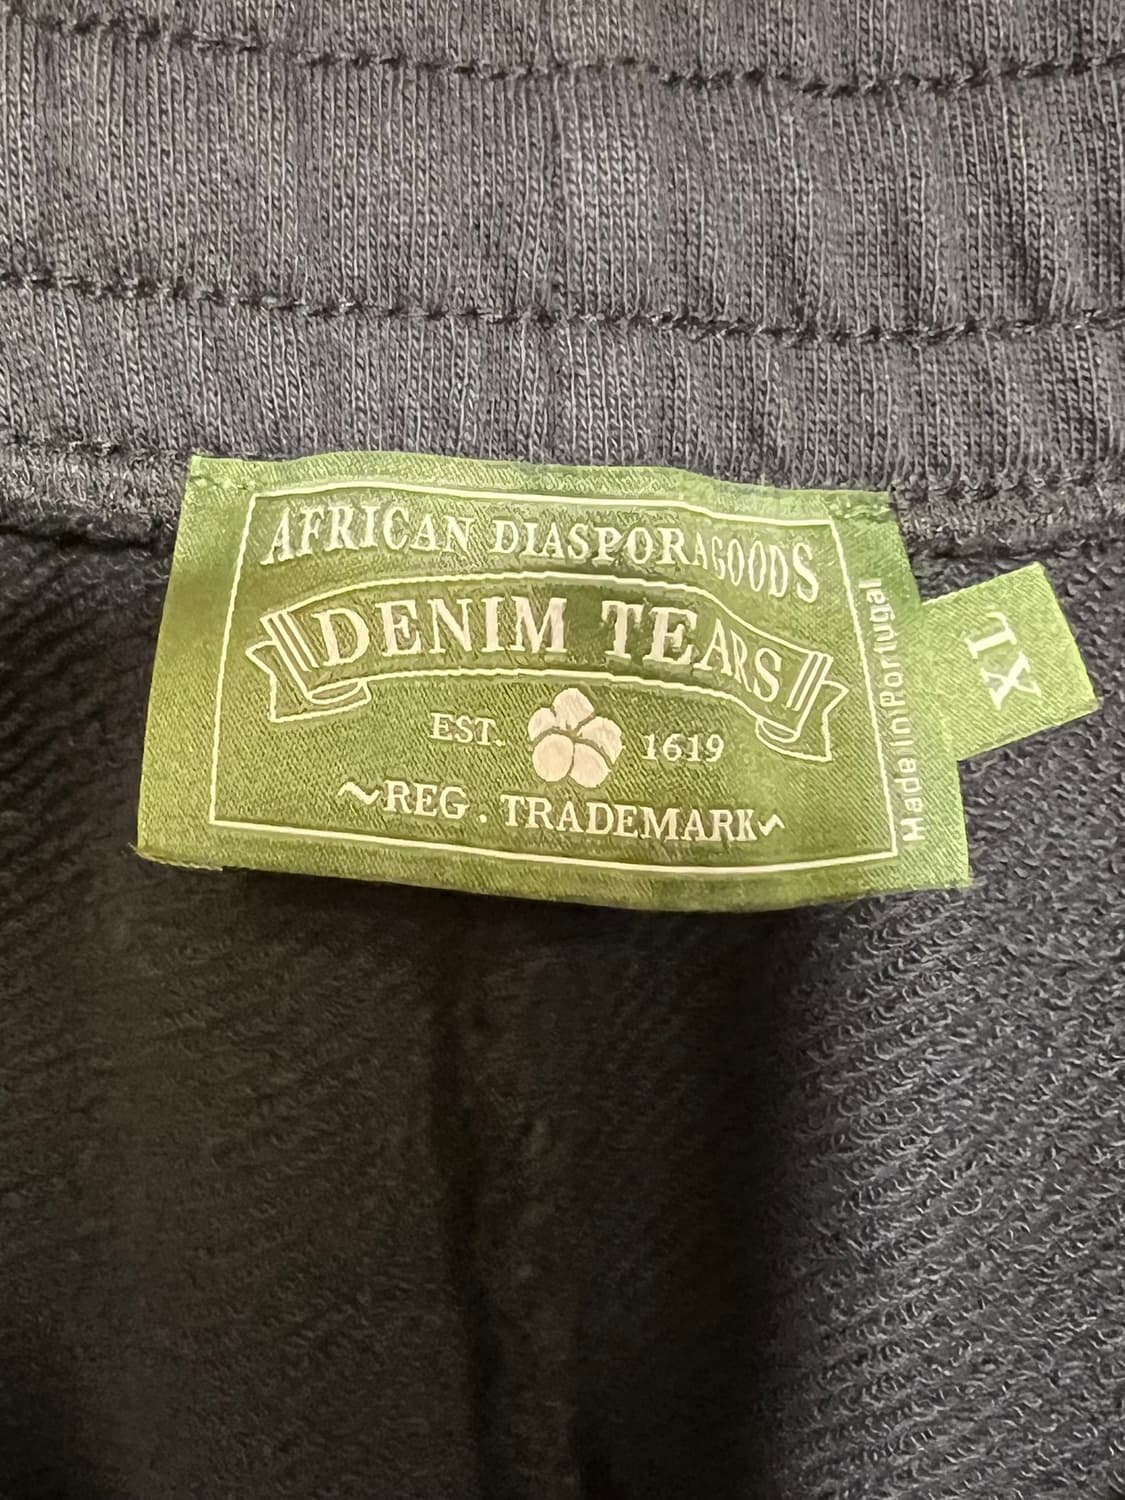 AFRICAN DIASPORAGOODS
DENIM TEARS
EST. 1619
~REG . TRADEMARK~
Made in Portugal
XL